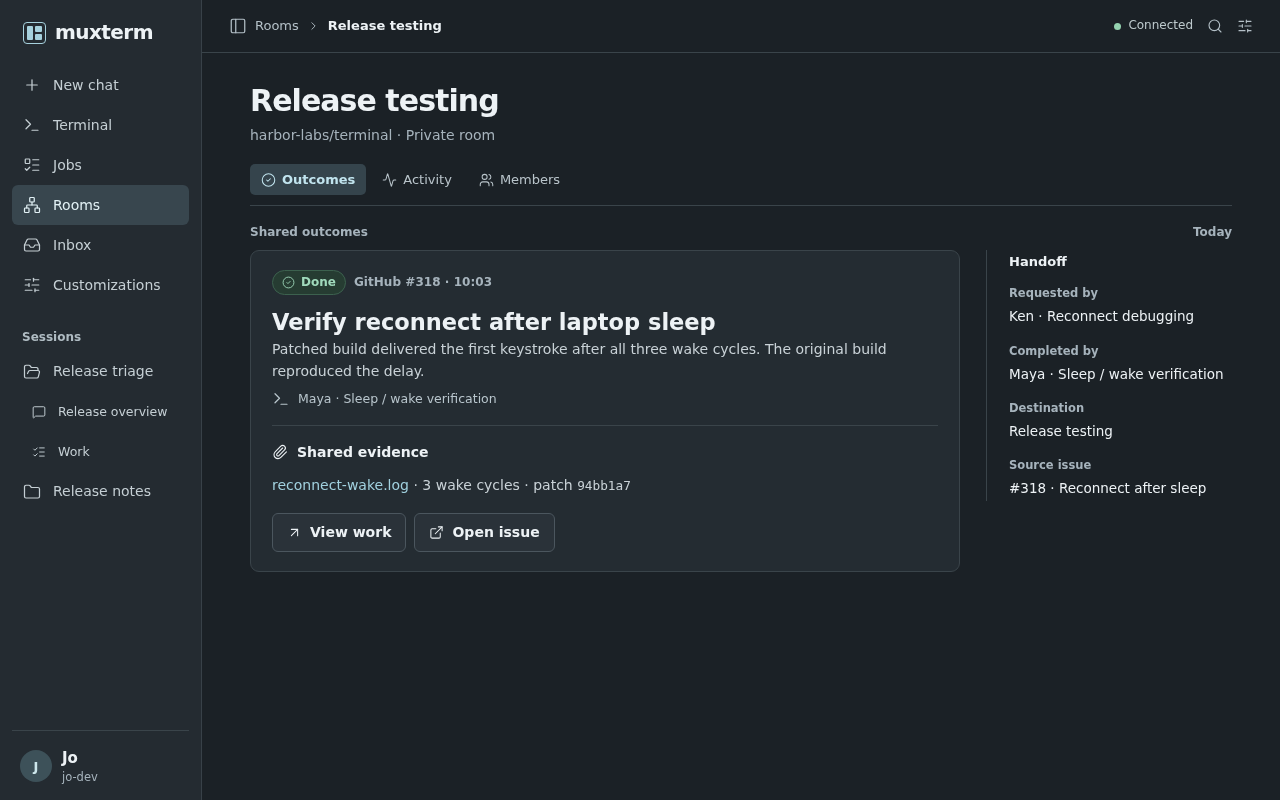 muxterm
New chat
Terminal
Jobs
Rooms
Inbox
Customizations
Sessions
Release triage
Release overview
Work
Release notes
J
Jo
jo-dev
Rooms > Release testing
Connected
Release testing
harbor-labs/terminal · Private room
Outcomes
Activity
Members
Shared outcomes
Today
Done
GitHub #318 · 10:03
Verify reconnect after laptop sleep
Patched build delivered the first keystroke after all three wake cycles. The original build
reproduced the delay.
Maya · Sleep / wake verification
Shared evidence
reconnect-wake.log · 3 wake cycles · patch 94bb1a7
View work
Open issue
Handoff
Requested by
Ken · Reconnect debugging
Completed by
Maya · Sleep / wake verification
Destination
Release testing
Source issue
#318 · Reconnect after sleep